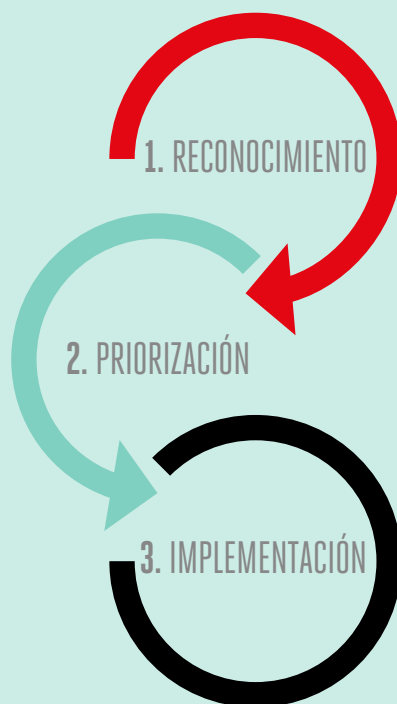 1. RECONOCIMIENTO
2. PRIORIZACIÓN
3. IMPLEMENTACIÓN